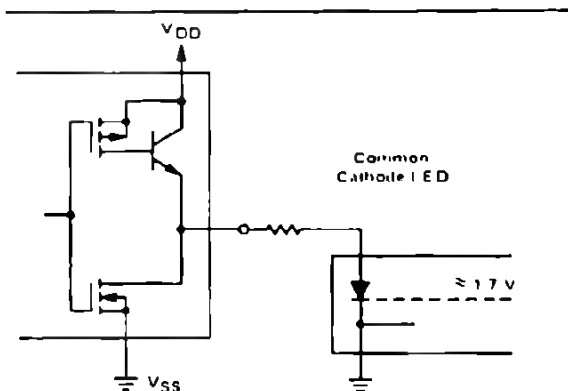 VDD
Common
Cathode LED
≈ 1.7 V
VSS